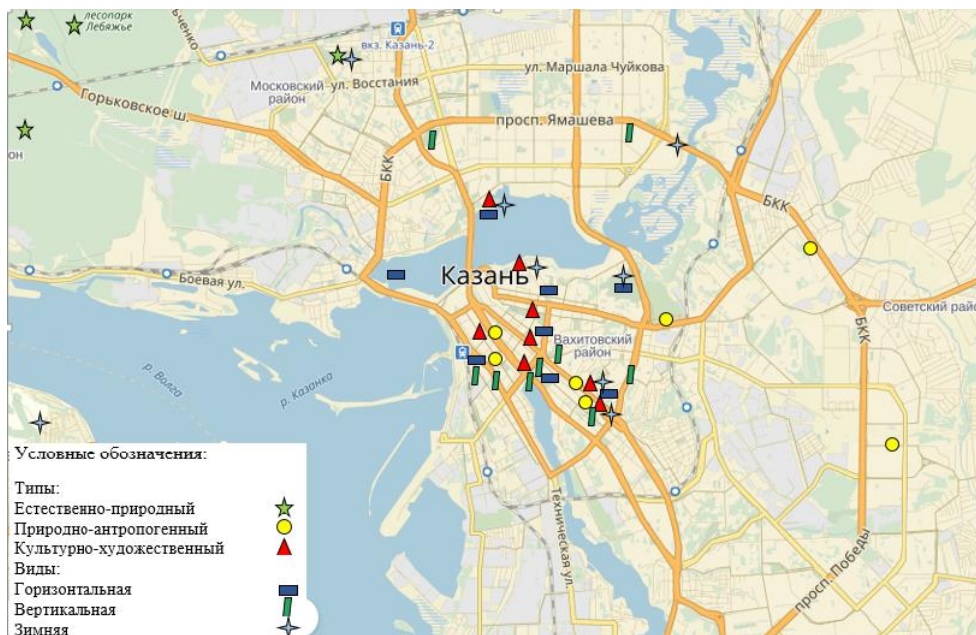 лесопарк
Лебяжье
вкз. Казань-2
ул. Маршала Чуйкова
Московский
район
ул. Восстания
Горьковское ш.
просп. Ямашева
он
БКК
БКК
Казань
Боевая ул.
Советский рай
Вахитовский
район
БКК
р. Волга
р. Казанка
Техническая ул.
просп. Победы
Условные обозначения:
Типы:
Естественно-природный
Природно-антропогенный
Культурно-художественный
Виды:
Горизонтальная
Вертикальная
Зимняя